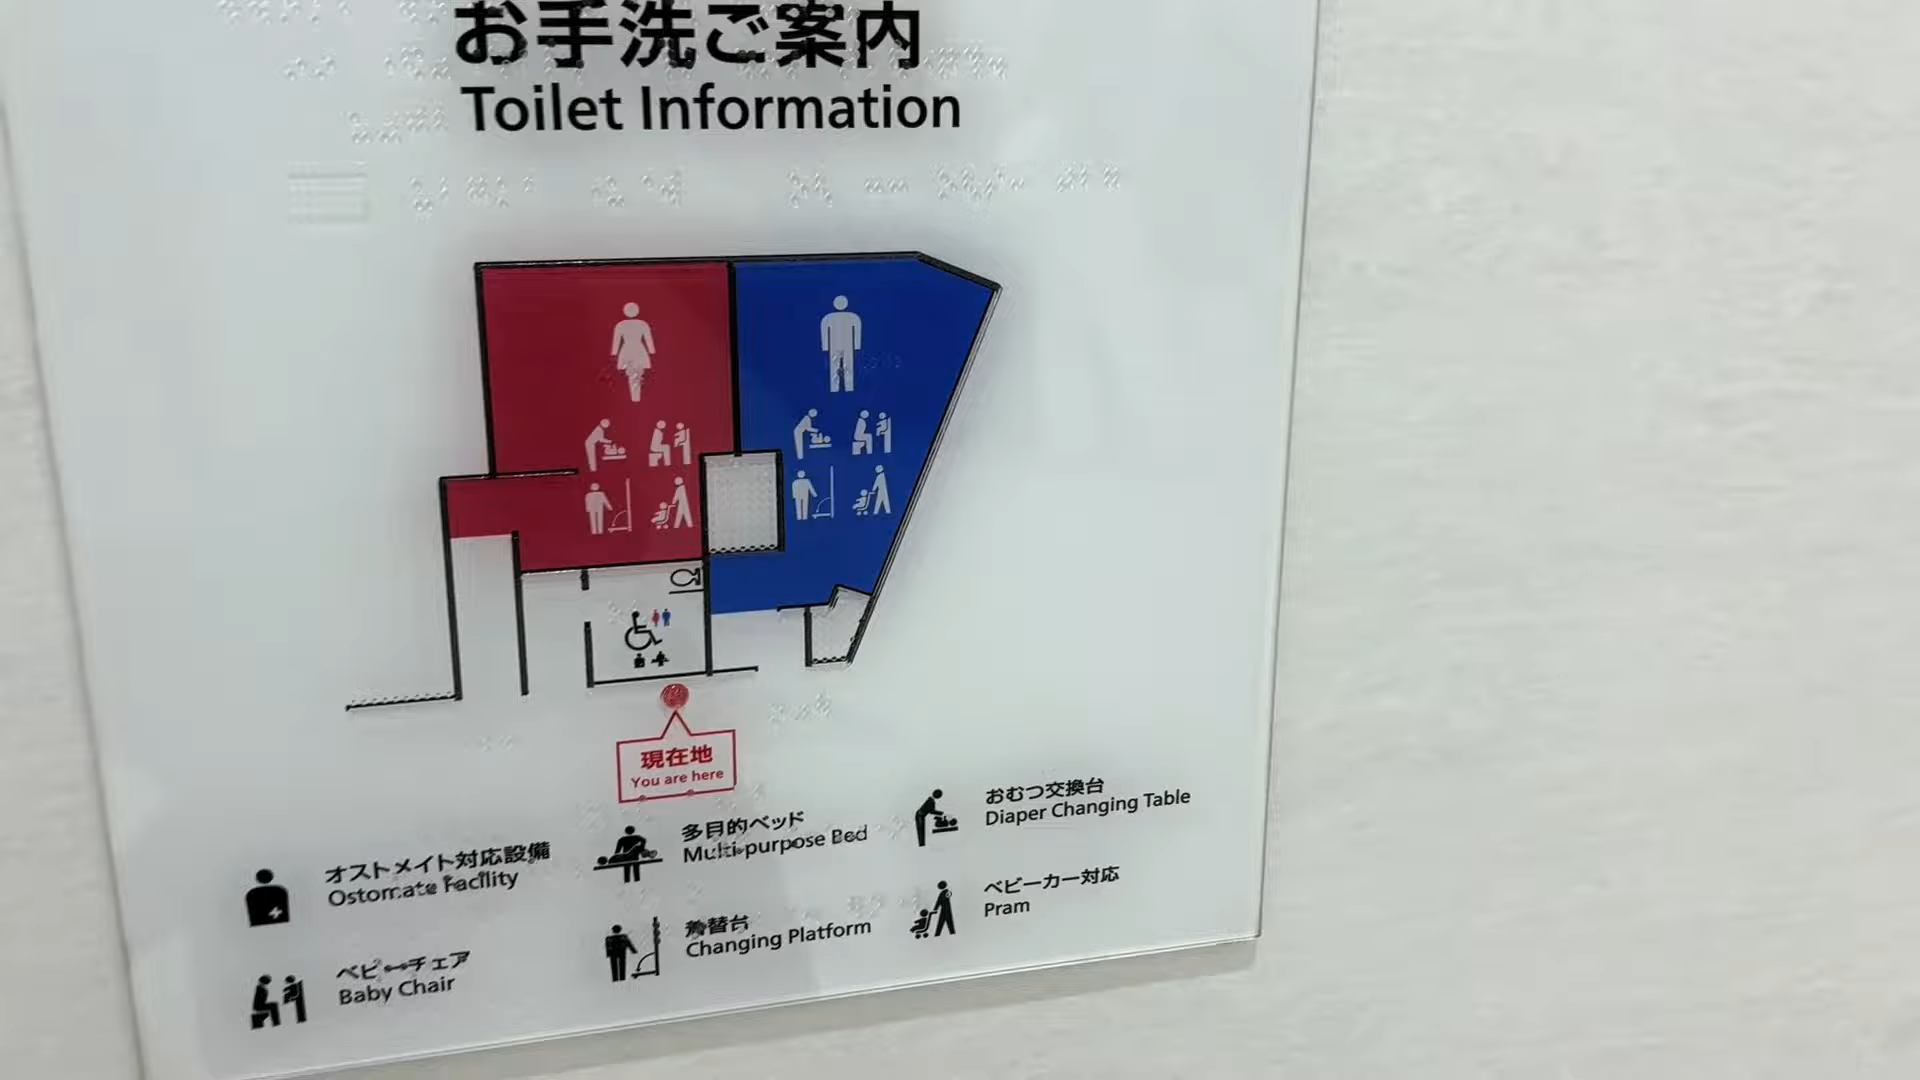 お手洗ご案内
Toilet Information
現在地
You are here
オストメイト対応設備
Ostomate Facility
多目的ベッド
Multi-purpose Bed
おむつ交換台
Diaper Changing Table
ベビーチェア
Baby Chair
着替台
Changing Platform
ベビーカー対応
Pram